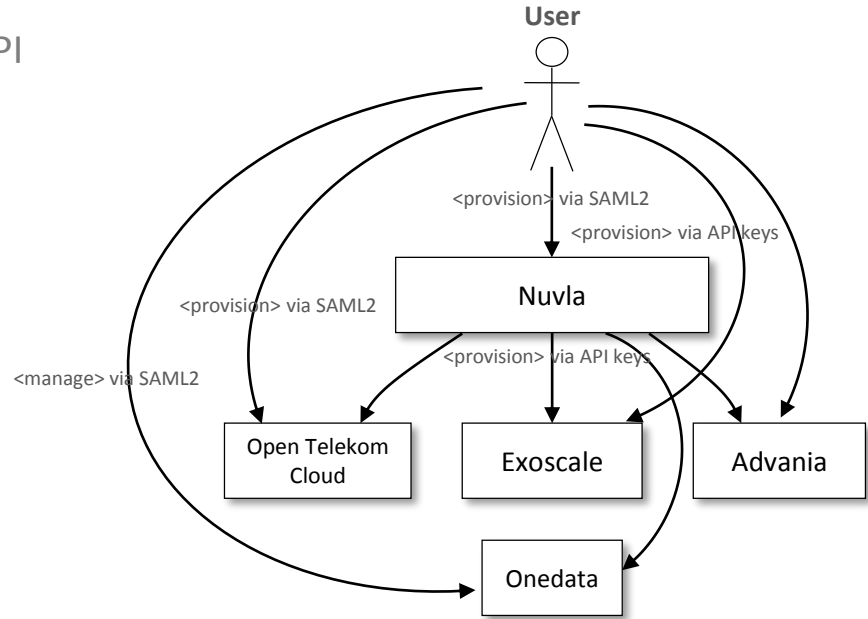 User
PI
<provision> via SAML2
<provision> via API keys
Nuvla
<provision> via SAML2
<provision> via API keys
<manage> via SAML2
Open Telekom
Cloud
Exoscale
Advania
Onedata